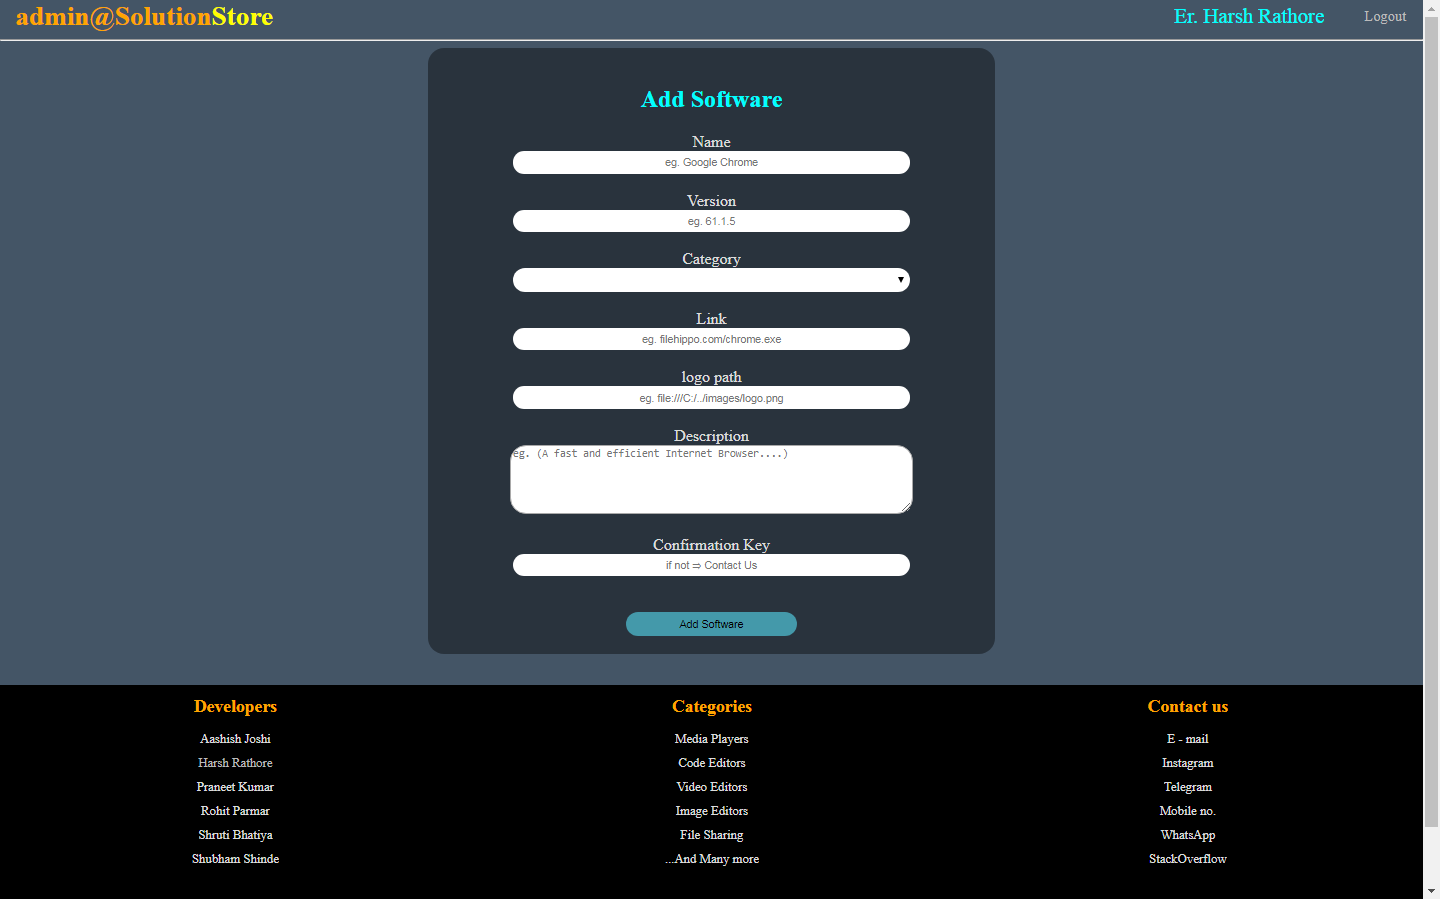 admin@SolutionStore
Er. Harsh Rathore
Logout
Add Software
Name
eg. Google Chrome
Version
eg. 61.1.5
Category
Link
eg. filehippo.com/chrome.exe
logo path
eg. file:///C:/../images/logo.png
Description
eg. (A fast and efficient Internet Browser....)
Confirmation Key
if not ⇒ Contact Us
Add Software
Developers
Aashish Joshi
Harsh Rathore
Praneet Kumar
Rohit Parmar
Shruti Bhatiya
Shubham Shinde
Categories
Media Players
Code Editors
Video Editors
Image Editors
File Sharing
...And Many more
Contact us
E - mail
Instagram
Telegram
Mobile no.
WhatsApp
StackOverflow